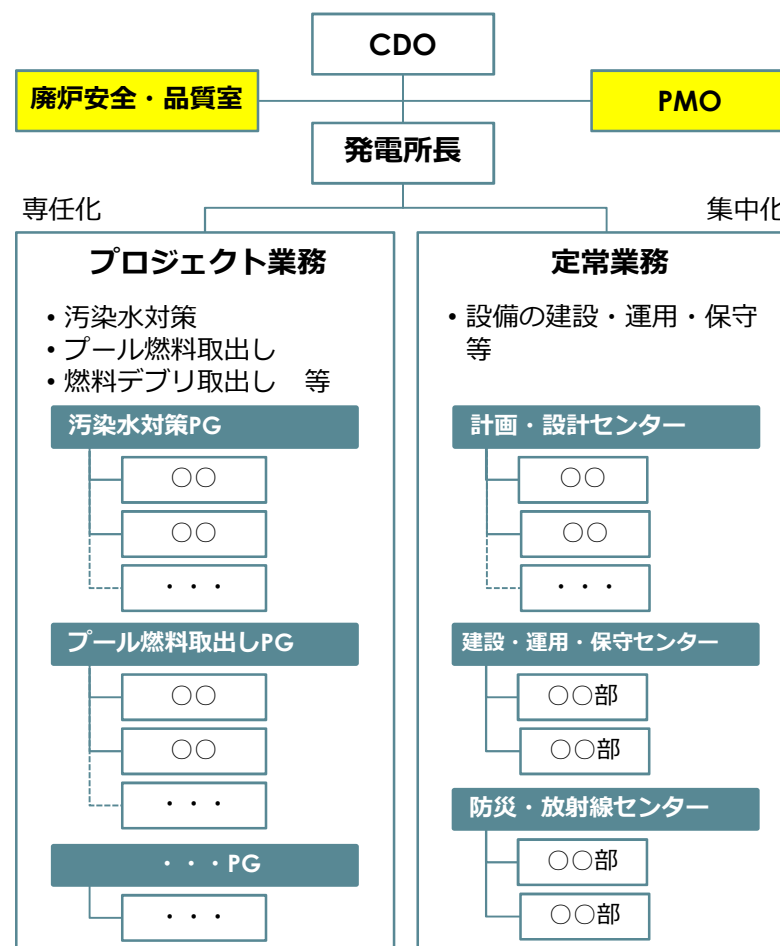 CDO
廃炉安全・品質室
PMO
発電所長
専任化
集中化
プロジェクト業務
・汚染水対策
・プール燃料取出し
・燃料デブリ取出し　等
汚染水対策PG
○○
○○
・・・
プール燃料取出しPG
○○
○○
・・・
・・・PG
・・・
定常業務
・設備の建設・運用・保守
等
計画・設計センター
○○
○○
・・・
建設・運用・保守センター
○○部
○○部
防災・放射線センター
○○部
○○部